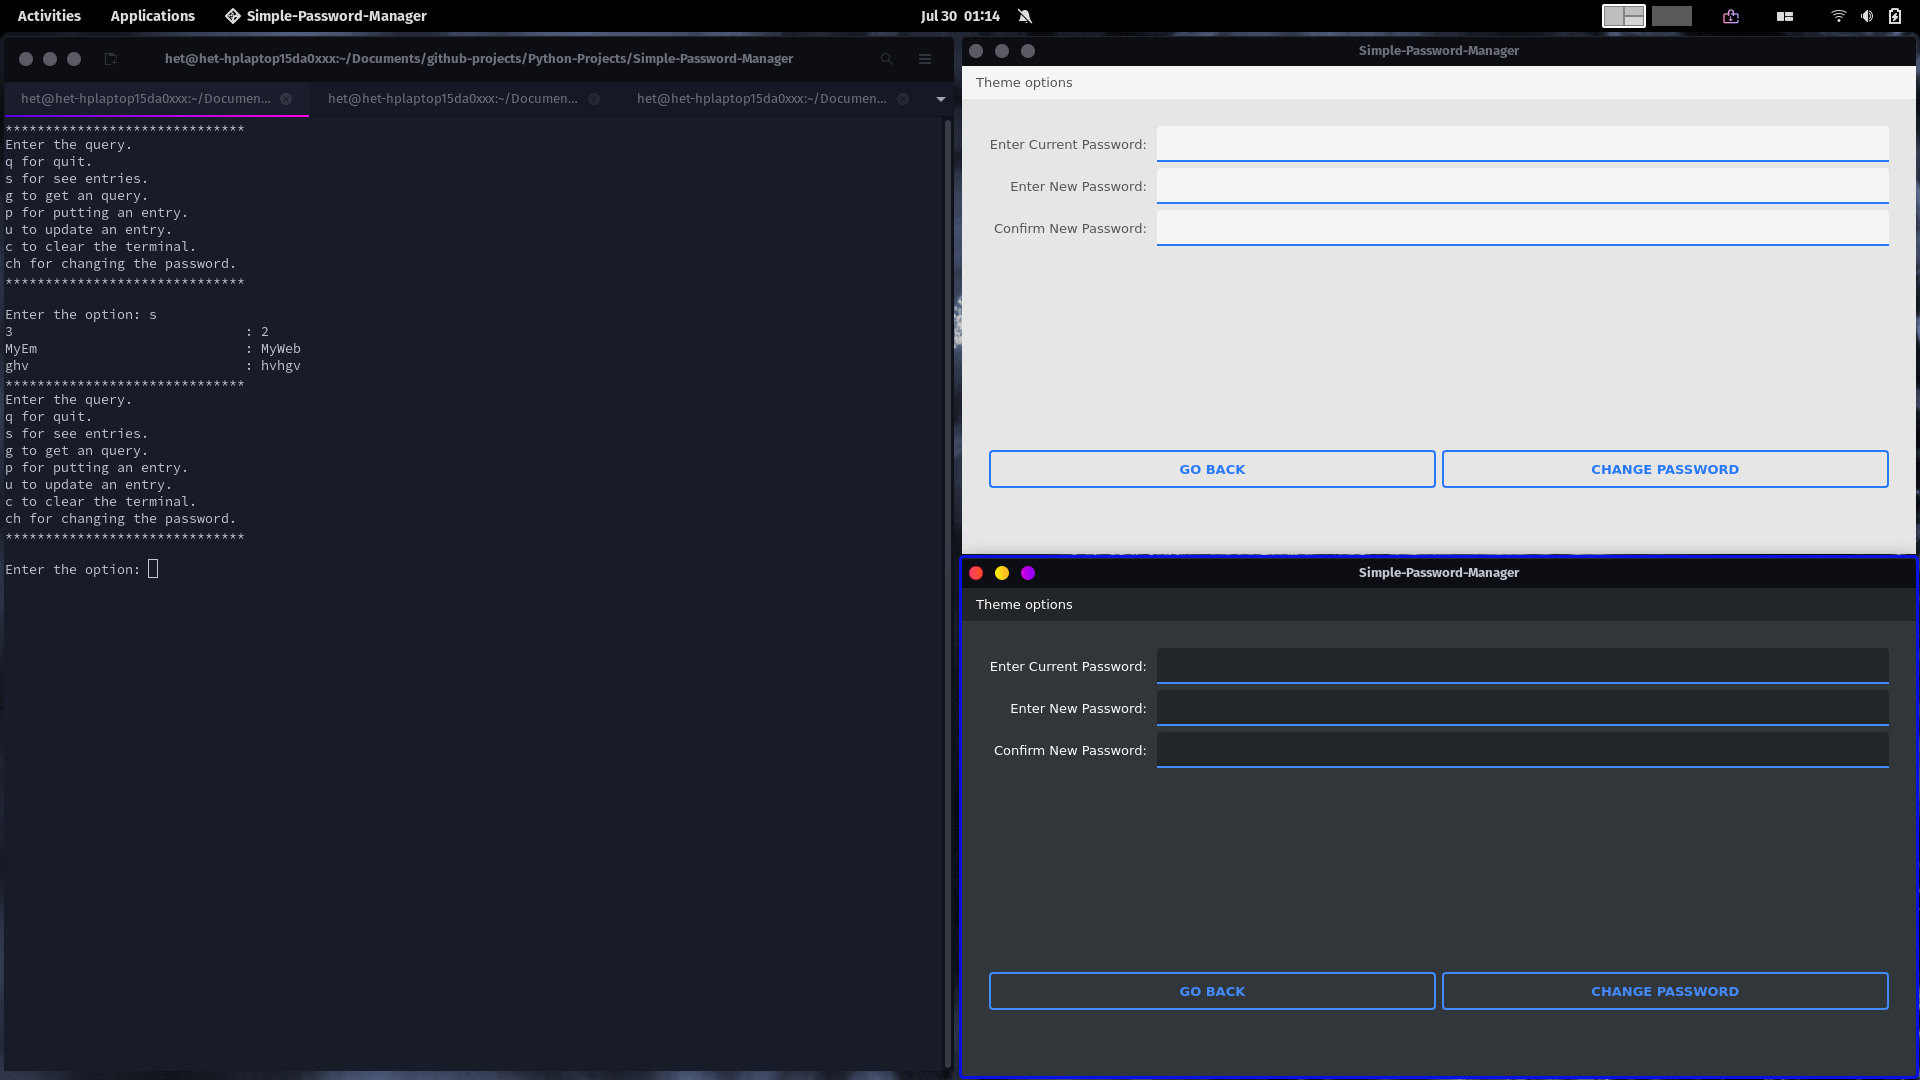 Activities Applications Simple-Password-Manager Jul 30 01:14
het@het-hplaptop15da0xxx:~/Documents/github-projects/Python-Projects/Simple-Password-Manager
het@het-hplaptop15da0xxx:~/Documen... het@het-hplaptop15da0xxx:~/Documen... het@het-hplaptop15da0xxx:~/Documen...
******************************
Enter the query.
q for quit.
s for see entries.
g to get an query.
p for putting an entry.
u to update an entry.
c to clear the terminal.
ch for changing the password.
******************************
Enter the option: s
3 : 2
MyEm : MyWeb
ghv : hvhgv
******************************
Enter the query.
q for quit.
s for see entries.
g to get an query.
p for putting an entry.
u to update an entry.
c to clear the terminal.
ch for changing the password.
******************************
Enter the option:
Simple-Password-Manager
Theme options
Enter Current Password:
Enter New Password:
Confirm New Password:
GO BACK CHANGE PASSWORD
Simple-Password-Manager
Theme options
Enter Current Password:
Enter New Password:
Confirm New Password:
GO BACK CHANGE PASSWORD